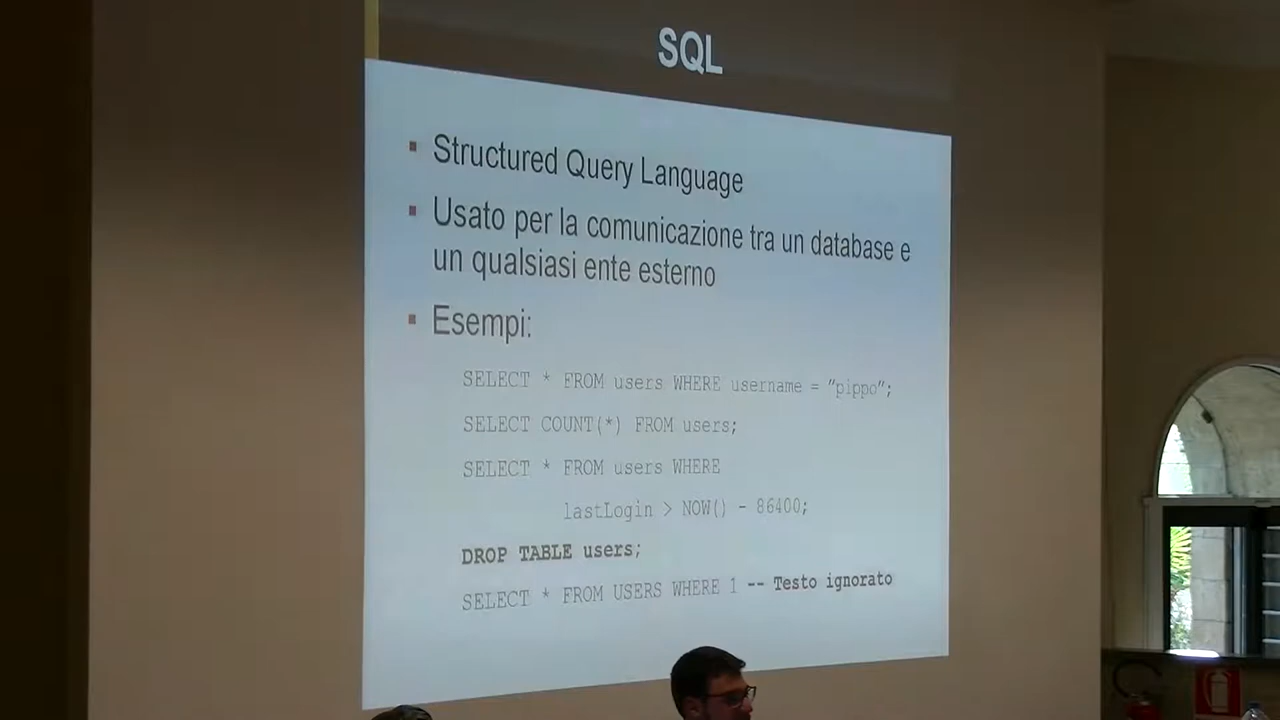 SQL
Structured Query Language
Usato per la comunicazione tra un database e
un qualsiasi ente esterno
Esempi:
SELECT * FROM users WHERE username = "pippo";
SELECT COUNT(*) FROM users;
SELECT * FROM users WHERE
lastLogin > NOW() - 86400;
DROP TABLE users;
SELECT * FROM USERS WHERE 1 -- Testo ignorato